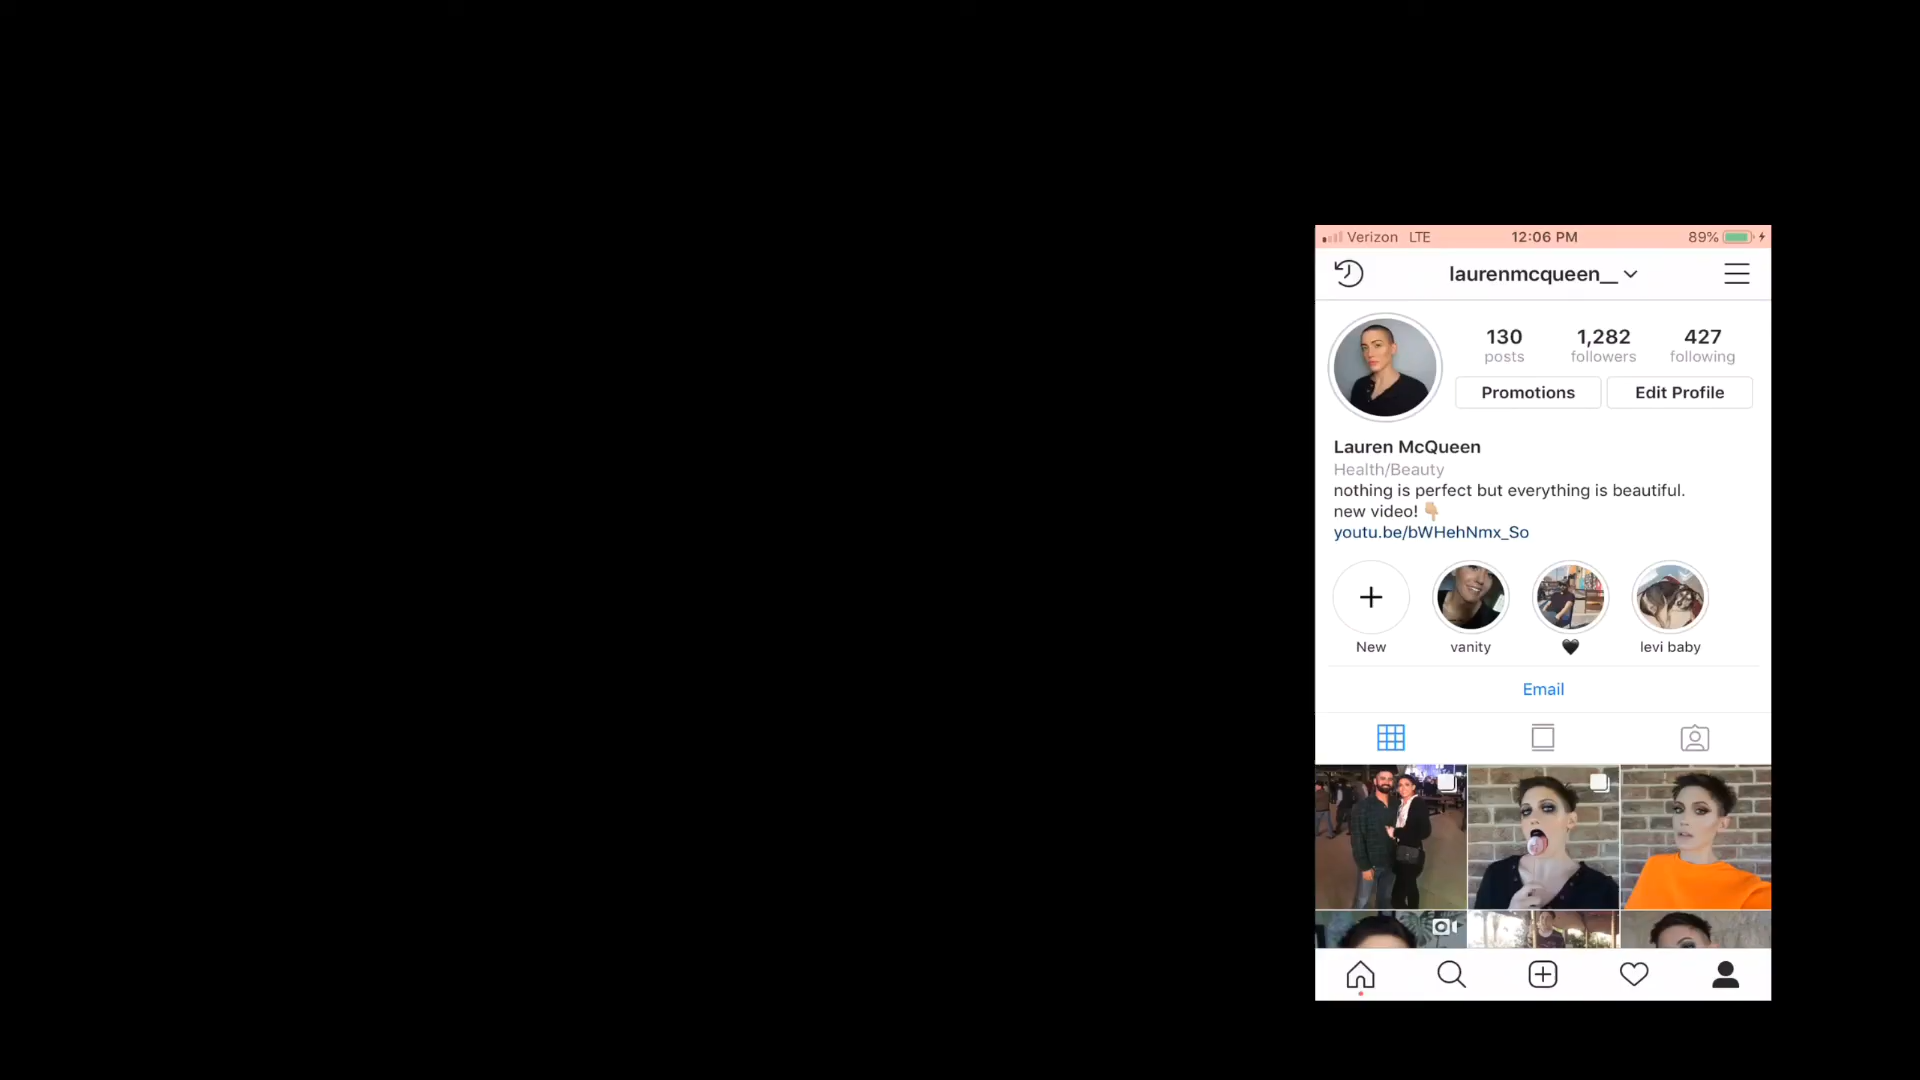 Verizon LTE 12:06 PM 89%
laurenmcqueen__
130 1,282 427
posts followers following
Promotions Edit Profile
Lauren McQueen
Health/Beauty
nothing is perfect but everything is beautiful.
new video! 👇🏼
youtu.be/bWHehNmx_So
New vanity 🖤 levi baby
Email